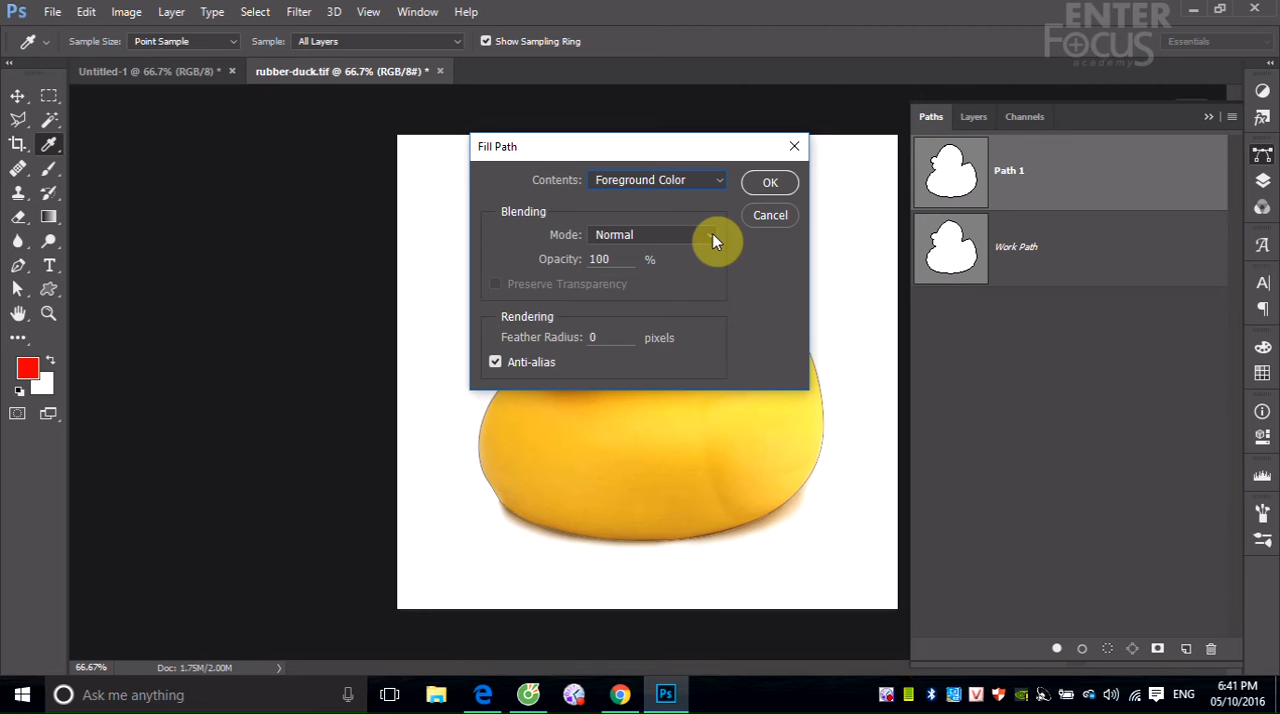 Ps File Edit Image Layer Type Select Filter 3D View Window Help
ENTER
FOCUS
academy
Sample Size: Point Sample Sample: All Layers Show Sampling Ring Essentials
Untitled-1 @ 66.7% (RGB/8) * × rubber-duck.tif @ 66.7% (RGB/8#) * ×
Paths Layers Channels
Fill Path
Contents: Foreground Color
OK
Cancel
Blending
Mode: Normal
Opacity: 100 %
Preserve Transparency
Rendering
Feather Radius: 0 pixels
Anti-alias
Path 1
Work Path
66.67% Doc: 1.75M/2.00M
Ask me anything
Ps
ENG
6:41 PM
05/10/2016